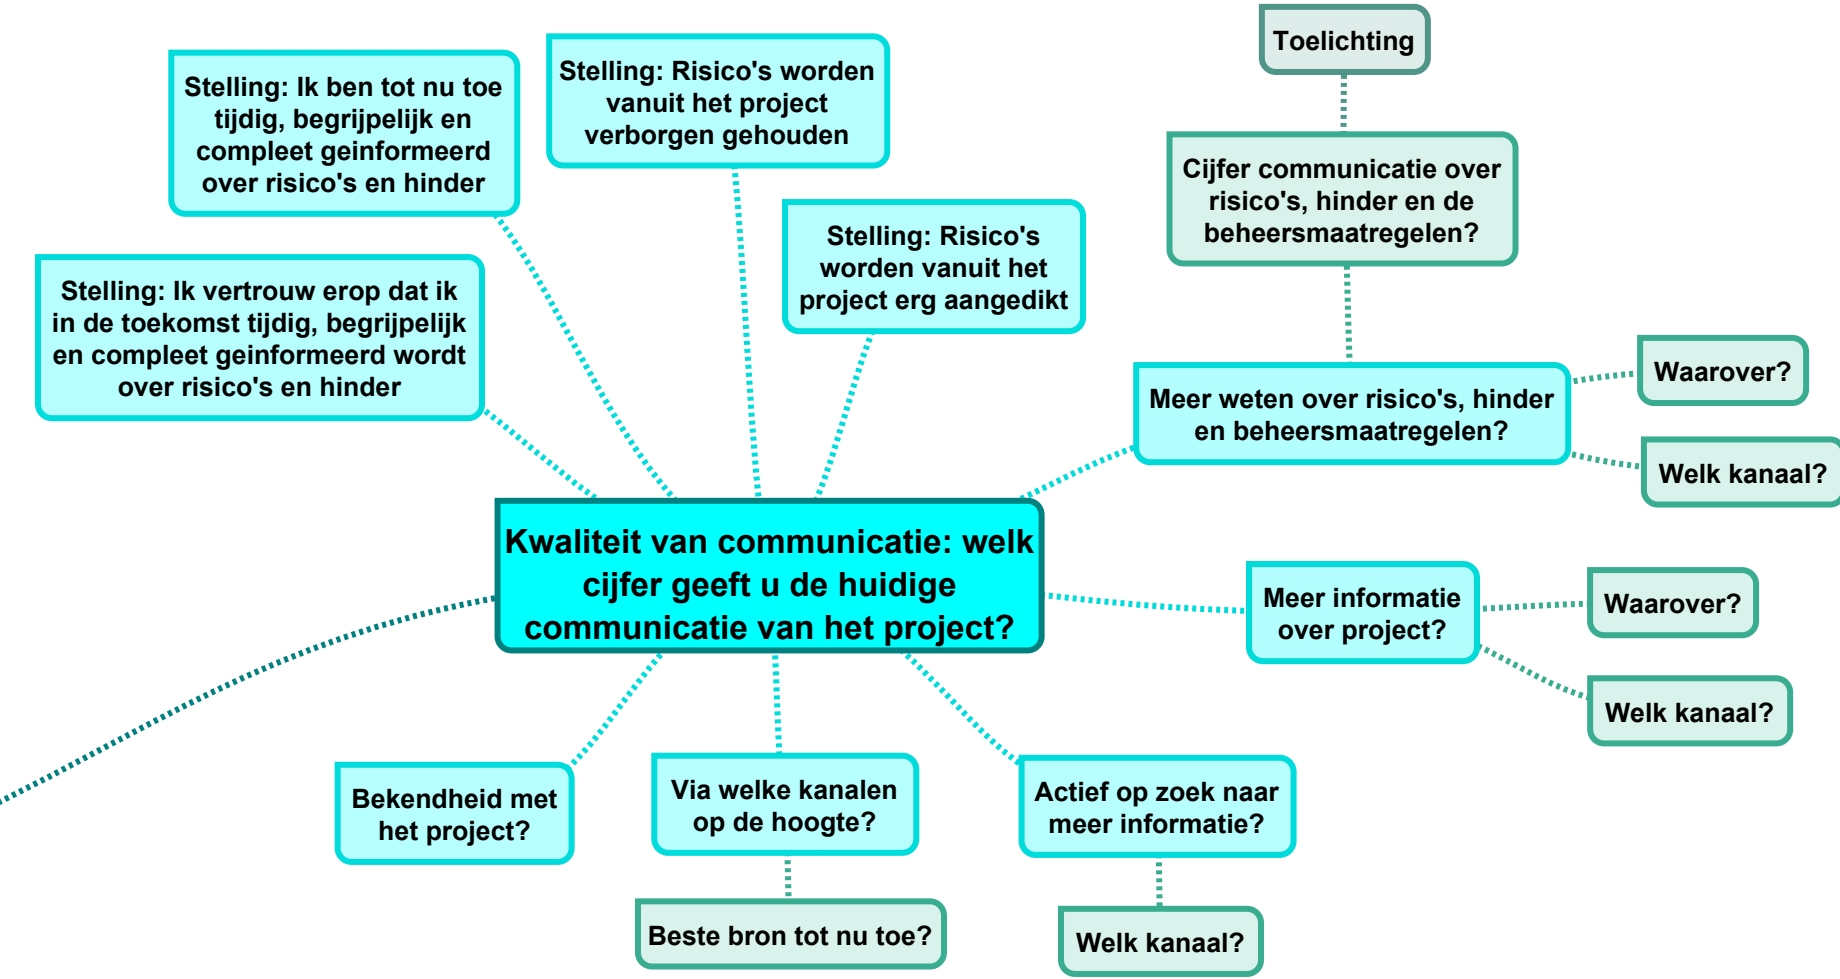 Toelichting
Stelling: Ik ben tot nu toe
tijdig, begrijpelijk en
compleet geinformeerd
over risico's en hinder
Stelling: Risico's worden
vanuit het project
verborgen gehouden
Cijfer communicatie over
risico's, hinder en de
beheersmaatregelen?
Stelling: Risico's
worden vanuit het
project erg aangedikt
Stelling: Ik vertrouw erop dat ik
in de toekomst tijdig, begrijpelijk
en compleet geinformeerd wordt
over risico's en hinder
Meer weten over risico's, hinder
en beheersmaatregelen?
Waarover?
Welk kanaal?
Kwaliteit van communicatie: welk
cijfer geeft u de huidige
communicatie van het project?
Meer informatie
over project?
Waarover?
Welk kanaal?
Bekendheid met
het project?
Via welke kanalen
op de hoogte?
Actief op zoek naar
meer informatie?
Beste bron tot nu toe?
Welk kanaal?